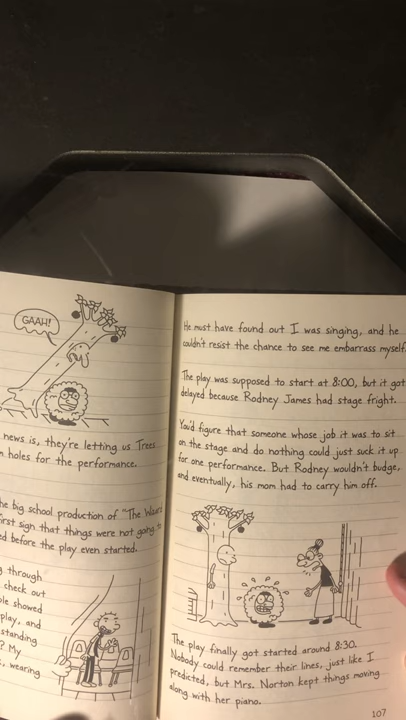 GAAH!
news is, they're letting us Trees
holes for the performance.
big school production of "The
sign that things were not going to
before the play even started.
through
check out
showed
play, and
standing
? My
, wearing
He must have found out I was singing, and he
couldn't resist the chance to see me embarrass myself.
The play was supposed to start at 8:00, but it got
delayed because Rodney James had stage fright.
You'd figure that someone whose job it was to sit
on the stage and do nothing could just suck it up
for one performance. But Rodney wouldn't budge,
and eventually, his mom had to carry him off.
The play finally got started around 8:30.
Nobody could remember their lines, just like I
predicted, but Mrs. Norton kept things moving
along with her piano.
107